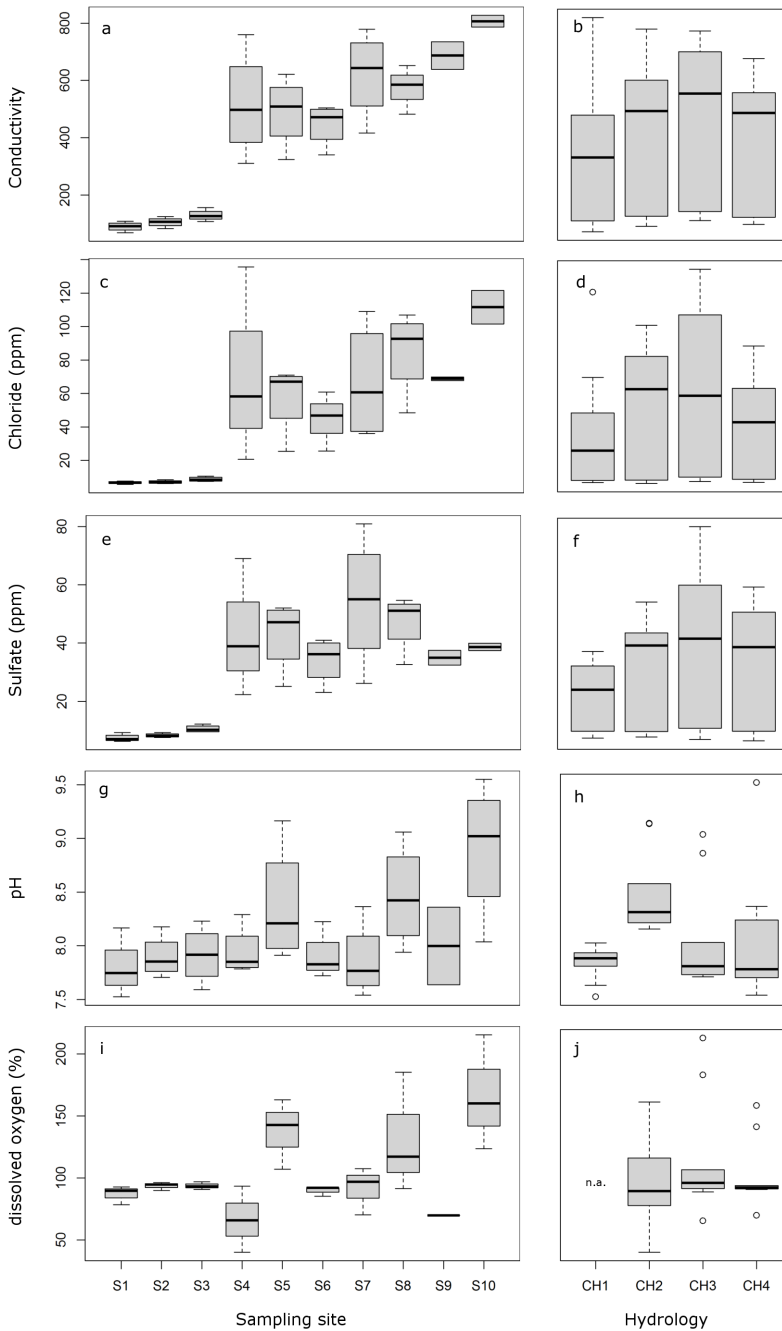 a
b
Conductivity
800
600
400
200
c
d
Chloride (ppm)
120
100
80
60
40
20
e
f
Sulfate (ppm)
80
60
40
20
g
h
pH
9.5
9.0
8.5
8.0
7.5
i
j
dissolved oxygen (%)
200
150
100
50
n.a.
S1 S2 S3 S4 S5 S6 S7 S8 S9 S10
CH1 CH2 CH3 CH4
Sampling site
Hydrology